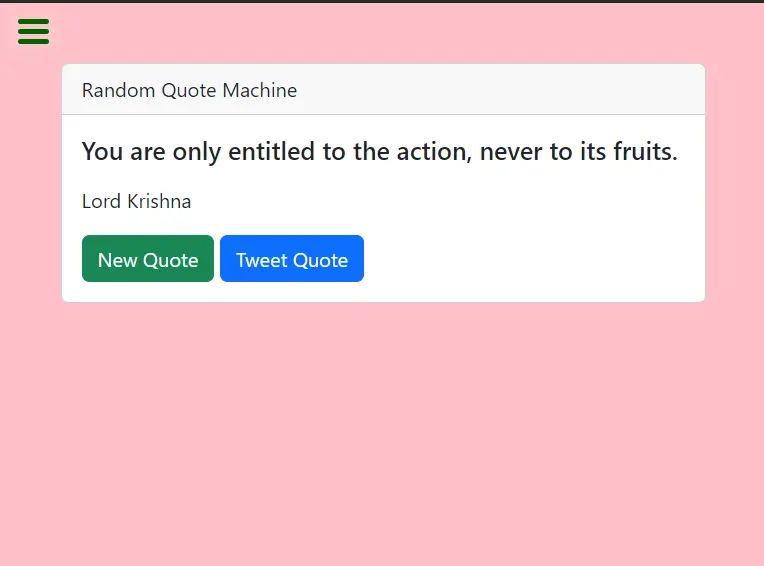 Random Quote Machine
You are only entitled to the action, never to its fruits.
Lord Krishna
New Quote Tweet Quote